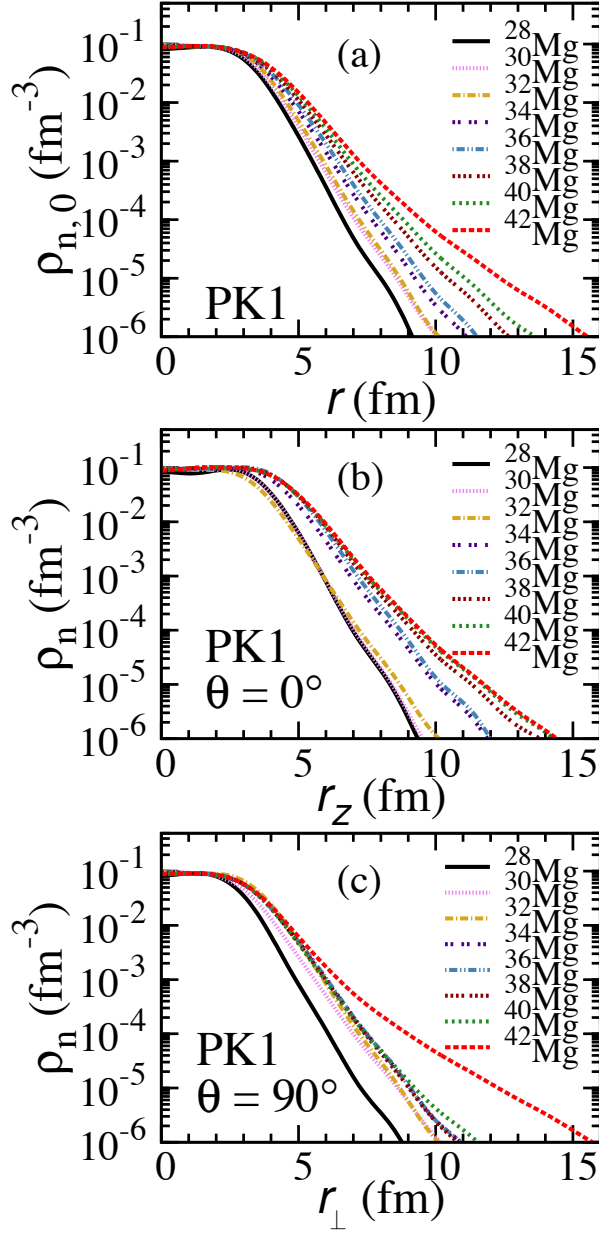 (a)
²⁸Mg
³⁰Mg
³²Mg
³⁴Mg
³⁶Mg
³⁸Mg
⁴⁰Mg
⁴²Mg
PK1
ρn,0 (fm⁻³)
10⁻¹
10⁻²
10⁻³
10⁻⁴
10⁻⁵
10⁻⁶
0 5 10 15
r (fm)
(b)
²⁸Mg
³⁰Mg
³²Mg
³⁴Mg
³⁶Mg
³⁸Mg
⁴⁰Mg
⁴²Mg
PK1
θ = 0°
ρn (fm⁻³)
10⁻¹
10⁻²
10⁻³
10⁻⁴
10⁻⁵
10⁻⁶
0 5 10 15
rz (fm)
(c)
²⁸Mg
³⁰Mg
³²Mg
³⁴Mg
³⁶Mg
³⁸Mg
⁴⁰Mg
⁴²Mg
PK1
θ = 90°
ρn (fm⁻³)
10⁻¹
10⁻²
10⁻³
10⁻⁴
10⁻⁵
10⁻⁶
0 5 10 15
r⊥ (fm)